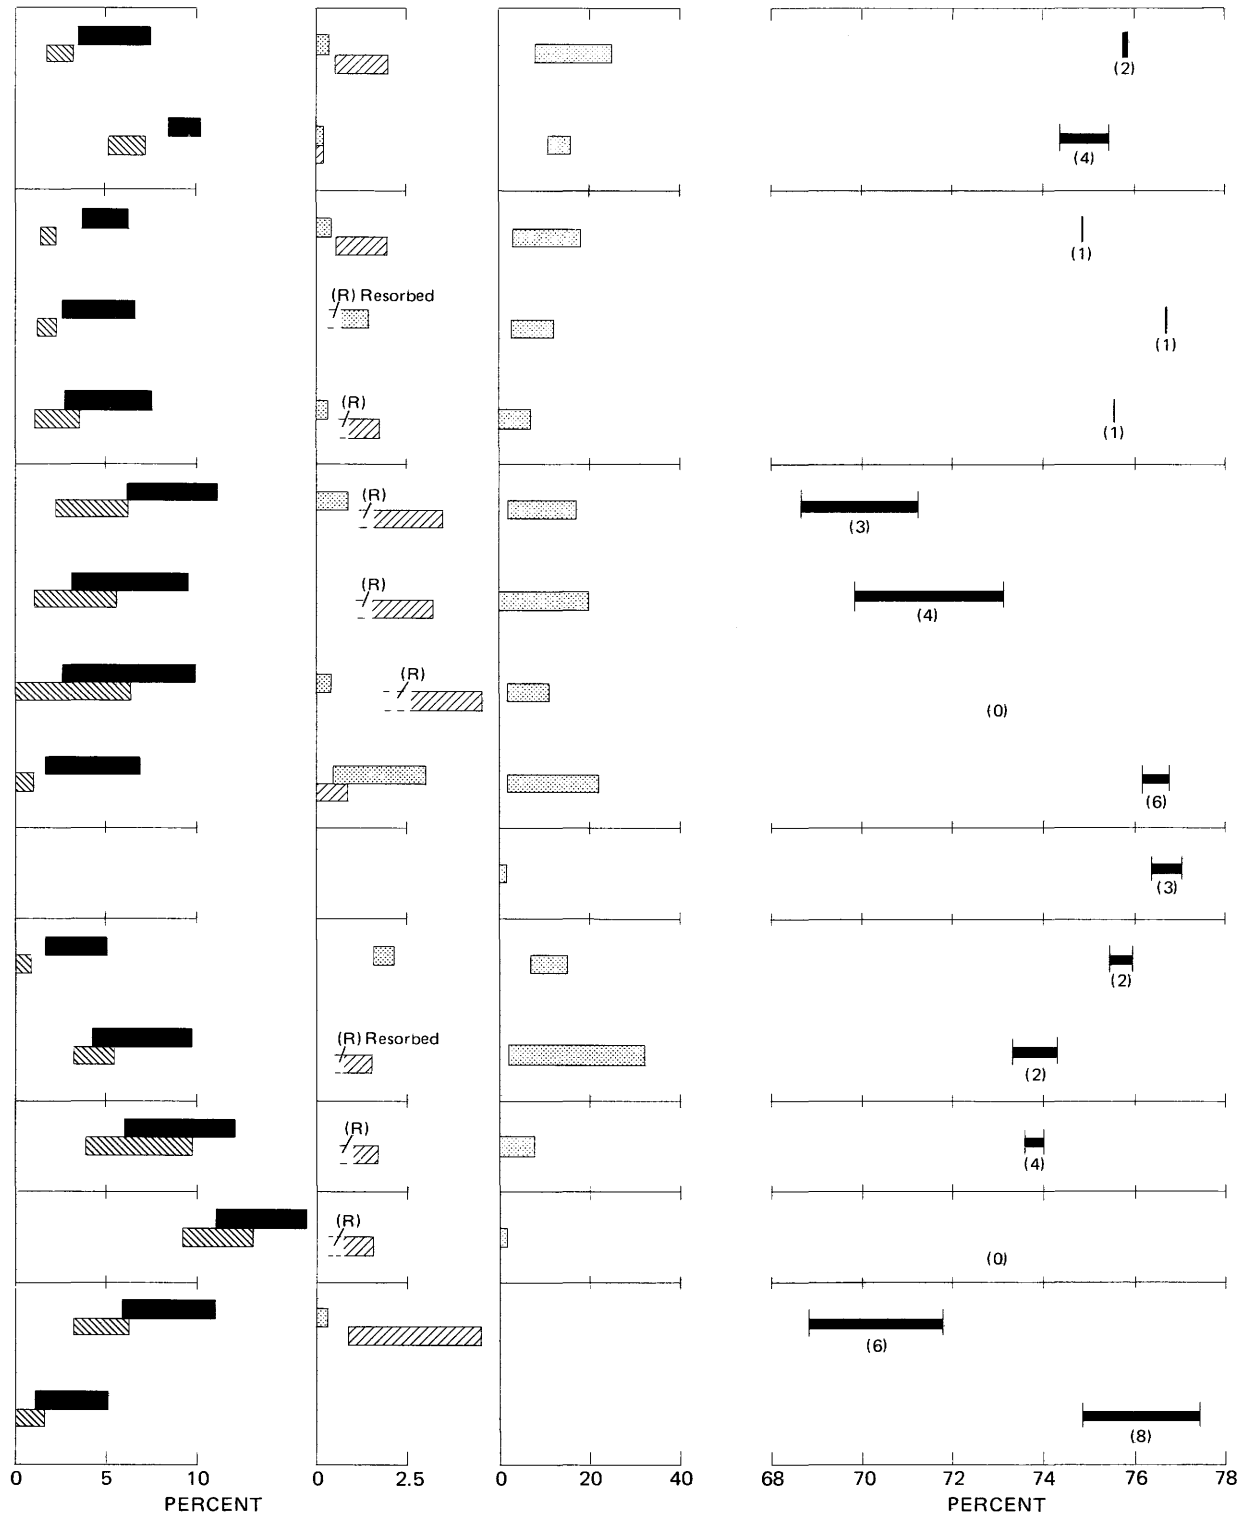 (2)
(4)
(1)
(R) Resorbed
(1)
(R)
(1)
(R)
(3)
(R)
(4)
(R)
(0)
(6)
(3)
(2)
(R) Resorbed
(2)
(R)
(4)
(R)
(0)
(6)
(8)
0 5 10 0 2.5 0 20 40 68 70 72 74 76 78
PERCENT PERCENT